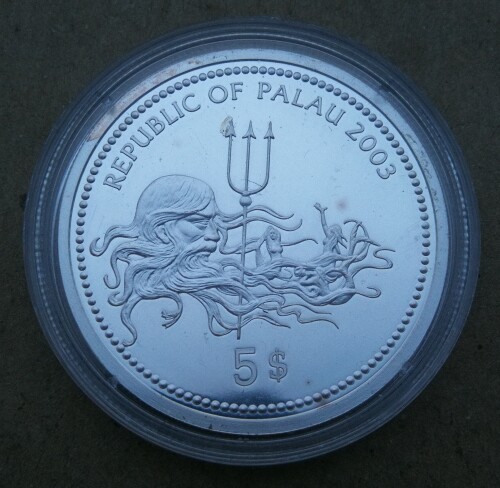 REPUBLIC OF PALAU 2003
5 $